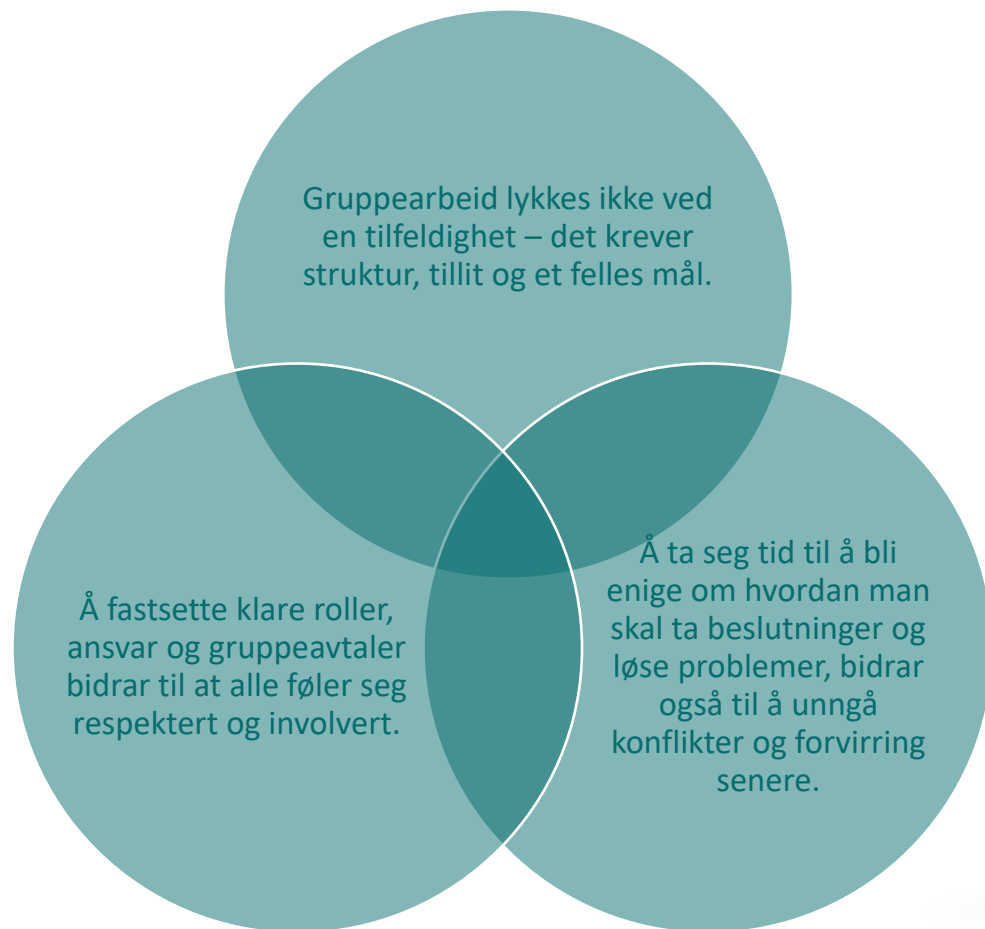 Gruppearbeid lykkes ikke ved
en tilfeldighet – det krever
struktur, tillit og et felles mål.
Å fastsette klare roller,
ansvar og gruppeavtaler
bidrar til at alle føler seg
respektert og involvert.
Å ta seg tid til å bli
enige om hvordan man
skal ta beslutninger og
løse problemer, bidrar
også til å unngå
konflikter og forvirring
senere.